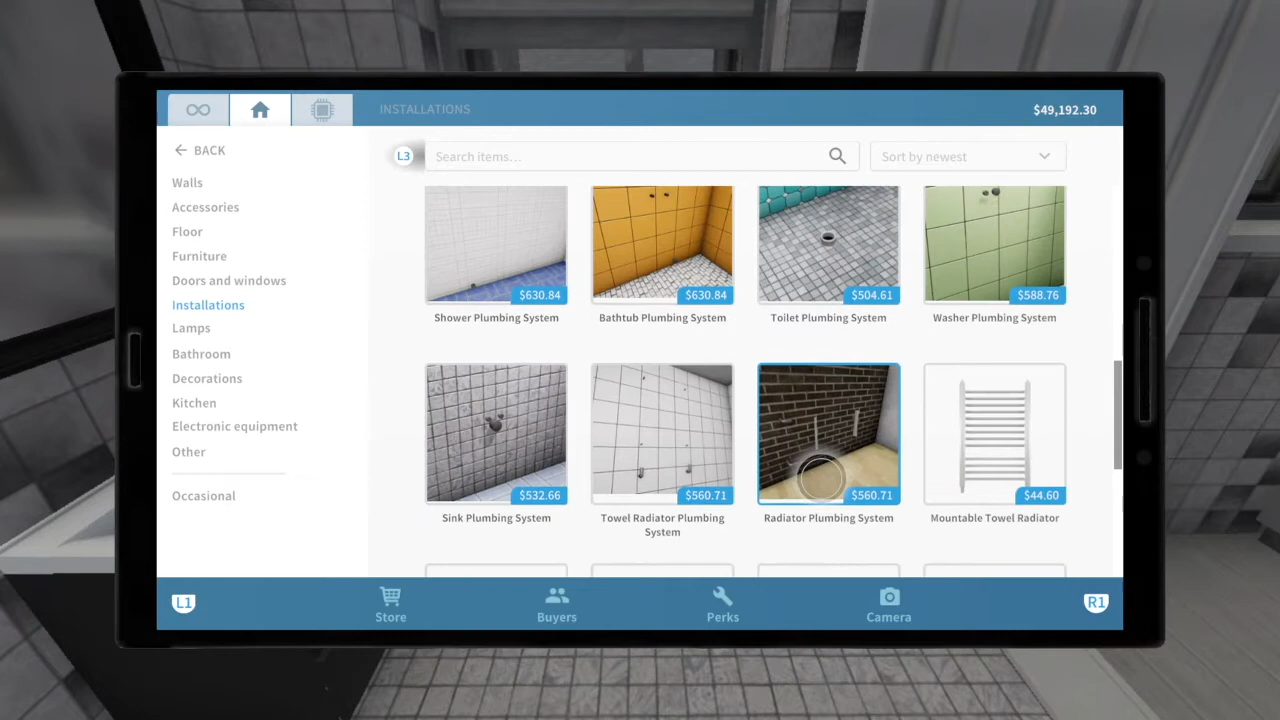 INSTALLATIONS
$49,192.30
BACK
L3
Search items...
Sort by newest
Walls
Accessories
Floor
Furniture
Doors and windows
Installations
Lamps
Bathroom
Decorations
Kitchen
Electronic equipment
Other
Occasional
$630.84
$630.84
$504.61
$588.76
Shower Plumbing System
Bathtub Plumbing System
Toilet Plumbing System
Washer Plumbing System
$532.66
$560.71
$560.71
$44.60
Sink Plumbing System
Towel Radiator Plumbing
System
Radiator Plumbing System
Mountable Towel Radiator
L1
Store
Buyers
Perks
Camera
R1